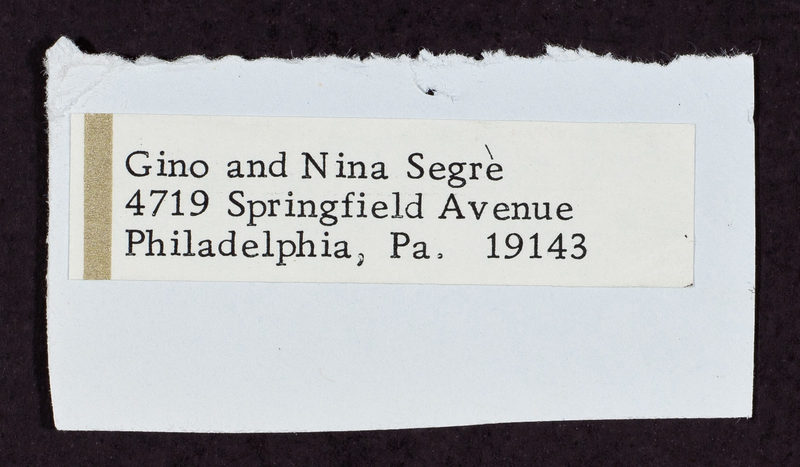 Gino and Nina Segrè
4719 Springfield Avenue
Philadelphia, Pa. 19143